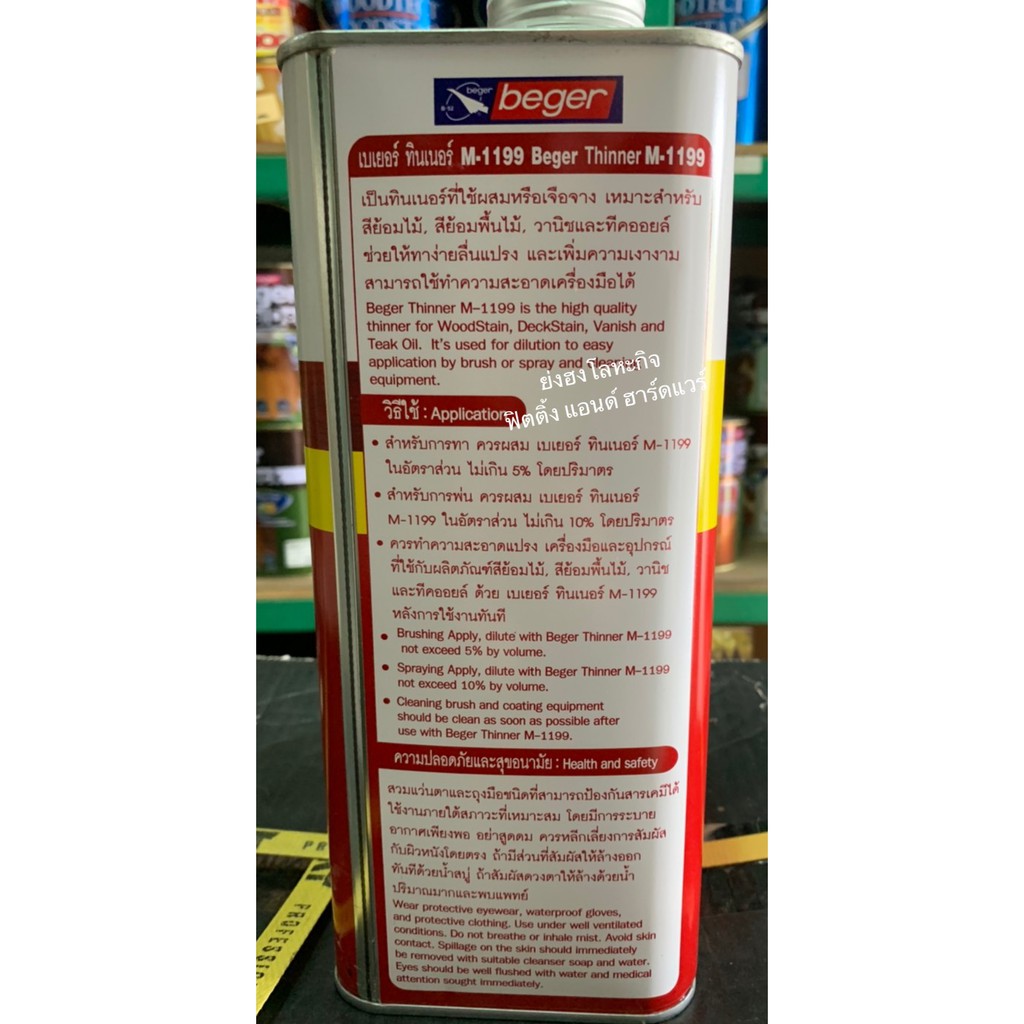 beger
beger
เบเยอร์ ทินเนอร์ M-1199 Beger Thinner M-1199
เป็นทินเนอร์ที่ใช้ผสมหรือเจือจาง เหมาะสำหรับ
สีย้อมไม้, สีย้อมพื้นไม้, วานิชและทีคออยล์
ช่วยให้ทาง่ายลื่นแปรง และเพิ่มความเงางาม
สามารถใช้ทำความสะอาดเครื่องมือได้
Beger Thinner M-1199 is the high quality
thinner for WoodStain, DeckStain, Vanish and
Teak Oil. It's used for dilution to easy
application by brush or spray and cleaning
equipment.
ย่งฮงโลหะกิจ
ฟิตติ้ง แอนด์ ฮาร์ดแวร์
วิธีใช้ : Application
• สำหรับการทา ควรผสม เบเยอร์ ทินเนอร์ M-1199
ในอัตราส่วน ไม่เกิน 5% โดยปริมาตร
• สำหรับการพ่น ควรผสม เบเยอร์ ทินเนอร์
M-1199 ในอัตราส่วน ไม่เกิน 10% โดยปริมาตร
• ควรทำความสะอาดแปรง เครื่องมือและอุปกรณ์
ที่ใช้กับผลิตภัณฑ์สีย้อมไม้, สีย้อมพื้นไม้, วานิช
และทีคออยล์ ด้วย เบเยอร์ ทินเนอร์ M-1199
หลังการใช้งานทันที
• Brushing Apply, dilute with Beger Thinner M-1199
not exceed 5% by volume.
• Spraying Apply, dilute with Beger Thinner M-1199
not exceed 10% by volume.
• Cleaning brush and coating equipment
should be clean as soon as possible after
use with Beger Thinner M-1199.
ความปลอดภัยและสุขอนามัย : Health and safety
สวมแว่นตาและถุงมือชนิดที่สามารถป้องกันสารเคมีได้
ใช้งานภายใต้สภาวะที่เหมาะสม โดยมีการระบาย
อากาศเพียงพอ อย่าสูดดม ควรหลีกเลี่ยงการสัมผัส
กับผิวหนังโดยตรง ถ้ามีส่วนที่สัมผัสให้ล้างออก
ทันทีด้วยน้ำสบู่ ถ้าสัมผัสดวงตาให้ล้างด้วยน้ำ
ปริมาณมากและพบแพทย์
Wear protective eyewear, waterproof gloves,
and protective clothing. Use under well ventilated
conditions. Do not breathe or inhale mist. Avoid skin
contact. Spillage on the skin should immediately
be removed with suitable cleanser soap and water.
Eyes should be well flushed with water and medical
attention sought immediately.